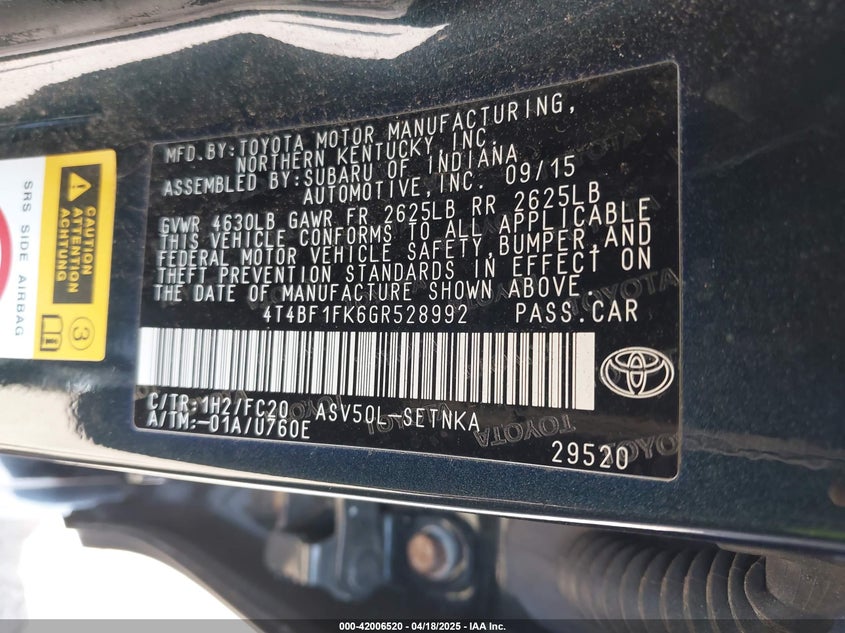 MFD.BY:TOYOTA MOTOR MANUFACTURING,
NORTHERN KENTUCKY, INC.
ASSEMBLED BY:SUBARU OF INDIANA
AUTOMOTIVE,INC. 09/15
GVWR 4630LB GAWR FR 2625LB RR 2625LB
THIS VEHICLE CONFORMS TO ALL APPLICABLE
FEDERAL MOTOR VEHICLE SAFETY,BUMPER,AND
THEFT PREVENTION STANDARDS IN EFFECT ON
THE DATE OF MANUFACTURE SHOWN ABOVE.
4T4BF1FK6GR528992 PASS.CAR
C/TR:1H2/FC20 ASV50L-SETNKA
A/TM:-01A/U760E
29520
SRS SIDE AIRBAG
CAUTION
ATTENTION
ACHTUNG
3
TOYOTA
000-42006520 | 04/18/2025 | IAA Inc.